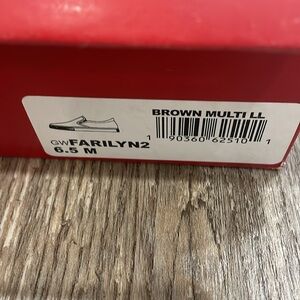 BROWN MULTI LL
GWFARILYN2
6.5 M
1 90360 62510 1